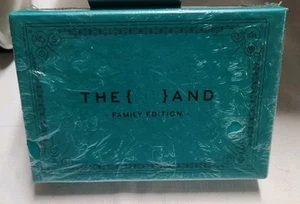 THE { } AND
- FAMILY EDITION -